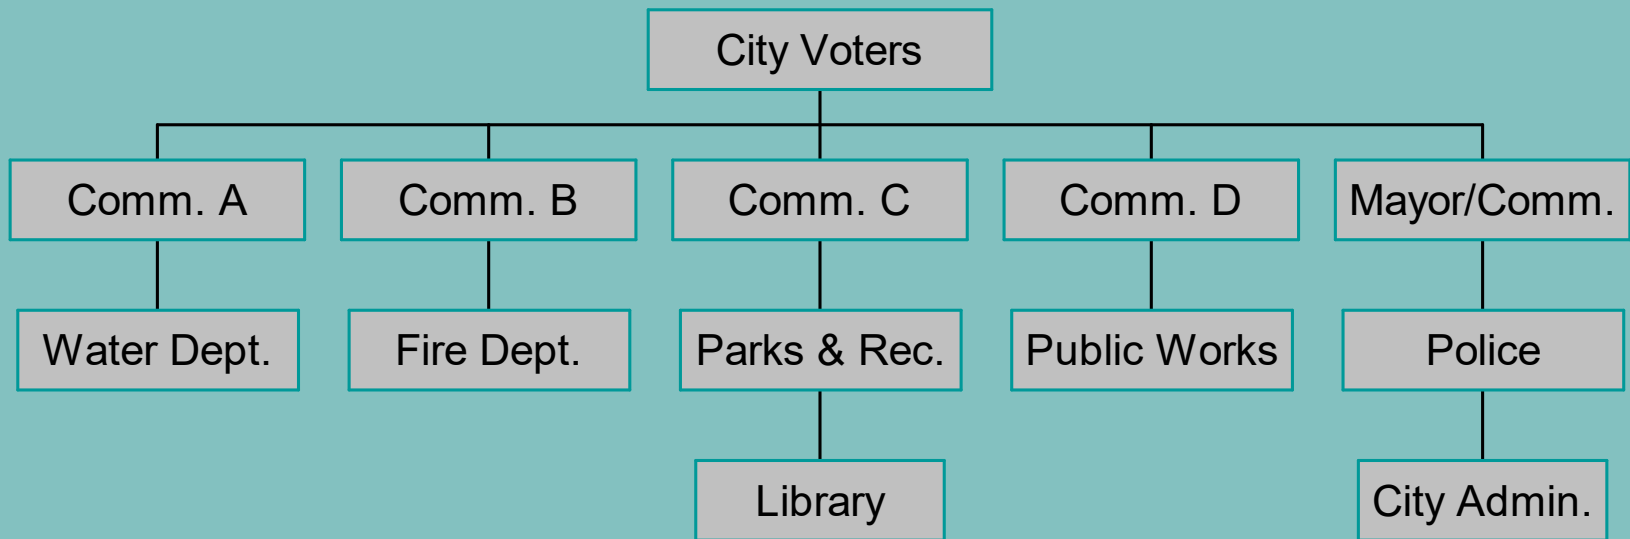 City Voters
Comm. A
Comm. B
Comm. C
Comm. D
Mayor/Comm.
Water Dept.
Fire Dept.
Parks & Rec.
Public Works
Police
Library
City Admin.